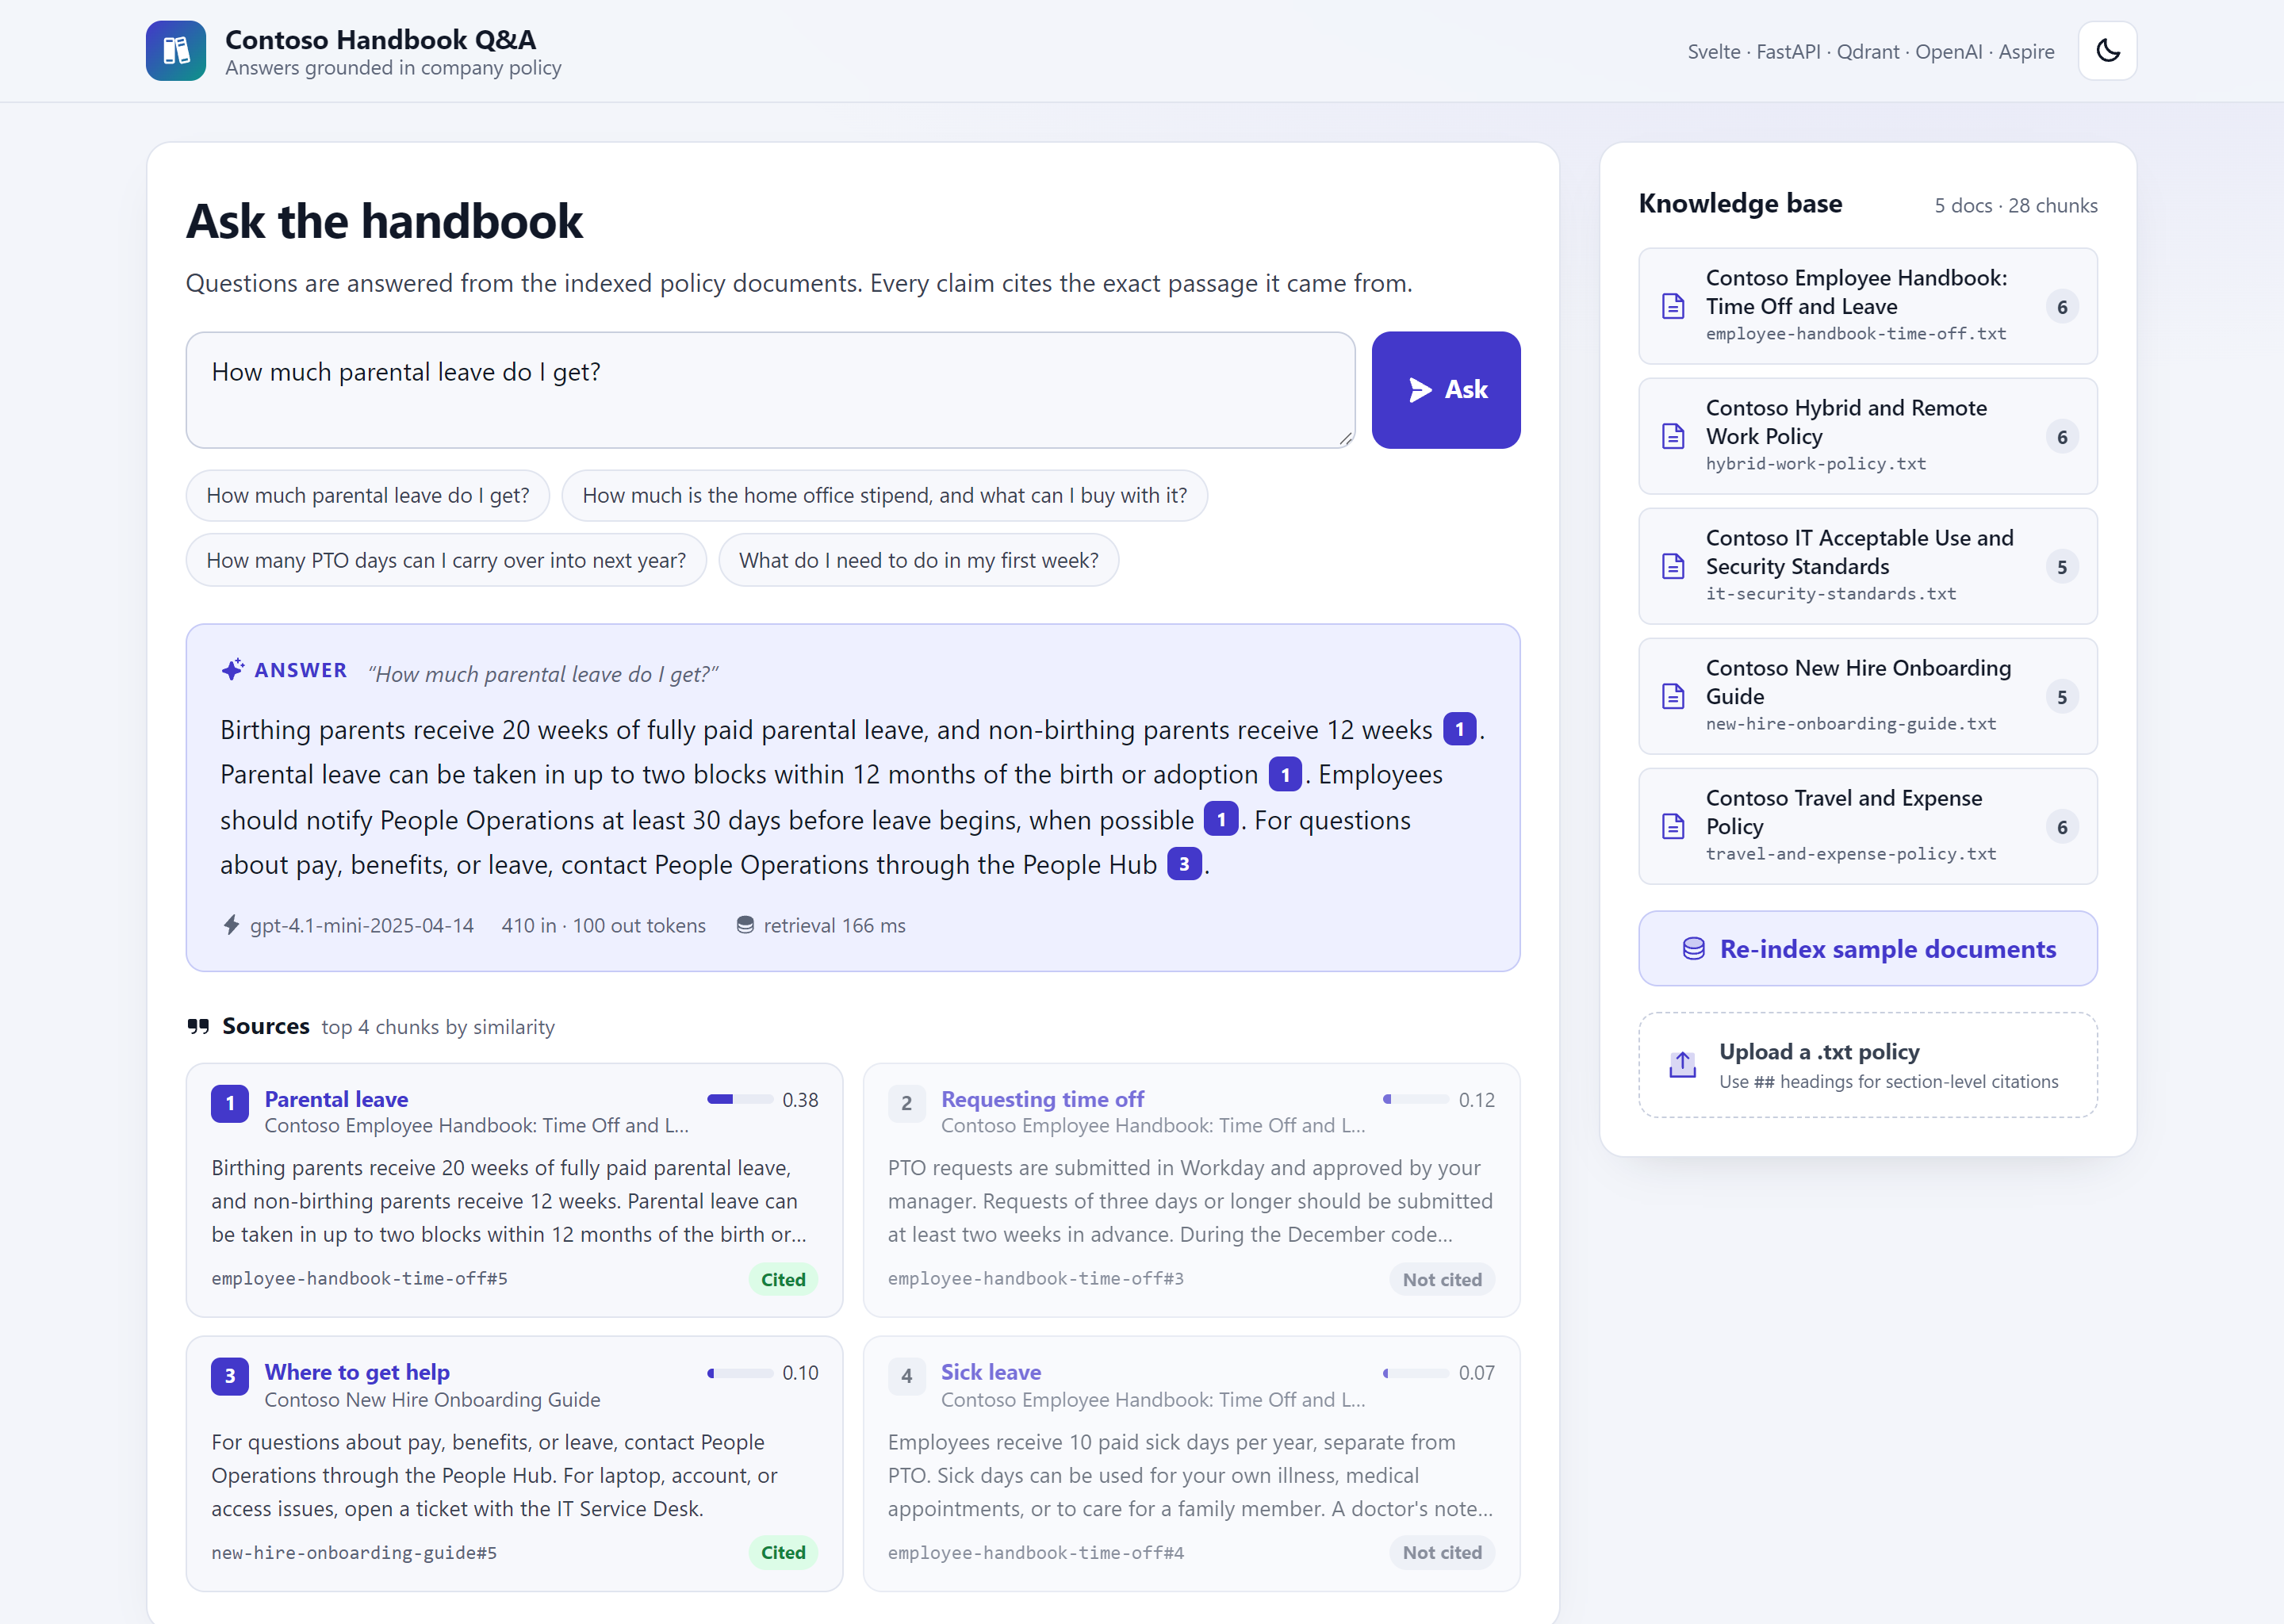 Contoso Handbook Q&A
Answers grounded in company policy
Svelte · FastAPI · Qdrant · OpenAI · Aspire
Ask the handbook
Questions are answered from the indexed policy documents. Every claim cites the exact passage it came from.
How much parental leave do I get?
Ask
How much parental leave do I get?
How much is the home office stipend, and what can I buy with it?
How many PTO days can I carry over into next year?
What do I need to do in my first week?
ANSWER “How much parental leave do I get?”
Birthing parents receive 20 weeks of fully paid parental leave, and non-birthing parents receive 12 weeks 1.
Parental leave can be taken in up to two blocks within 12 months of the birth or adoption 1. Employees
should notify People Operations at least 30 days before leave begins, when possible 1. For questions
about pay, benefits, or leave, contact People Operations through the People Hub 3.
gpt-4.1-mini-2025-04-14 410 in · 100 out tokens retrieval 166 ms
Sources top 4 chunks by similarity
1 Parental leave 0.38
Contoso Employee Handbook: Time Off and L...
Birthing parents receive 20 weeks of fully paid parental leave,
and non-birthing parents receive 12 weeks. Parental leave can
be taken in up to two blocks within 12 months of the birth or...
employee-handbook-time-off#5 Cited
2 Requesting time off 0.12
Contoso Employee Handbook: Time Off and L...
PTO requests are submitted in Workday and approved by your
manager. Requests of three days or longer should be submitted
at least two weeks in advance. During the December code...
employee-handbook-time-off#3 Not cited
3 Where to get help 0.10
Contoso New Hire Onboarding Guide
For questions about pay, benefits, or leave, contact People
Operations through the People Hub. For laptop, account, or
access issues, open a ticket with the IT Service Desk.
new-hire-onboarding-guide#5 Cited
4 Sick leave 0.07
Contoso Employee Handbook: Time Off and L...
Employees receive 10 paid sick days per year, separate from
PTO. Sick days can be used for your own illness, medical
appointments, or to care for a family member. A doctor's note...
employee-handbook-time-off#4 Not cited
Knowledge base 5 docs · 28 chunks
Contoso Employee Handbook:
Time Off and Leave
employee-handbook-time-off.txt
6
Contoso Hybrid and Remote
Work Policy
hybrid-work-policy.txt
6
Contoso IT Acceptable Use and
Security Standards
it-security-standards.txt
5
Contoso New Hire Onboarding
Guide
new-hire-onboarding-guide.txt
5
Contoso Travel and Expense
Policy
travel-and-expense-policy.txt
6
Re-index sample documents
Upload a .txt policy
Use ## headings for section-level citations